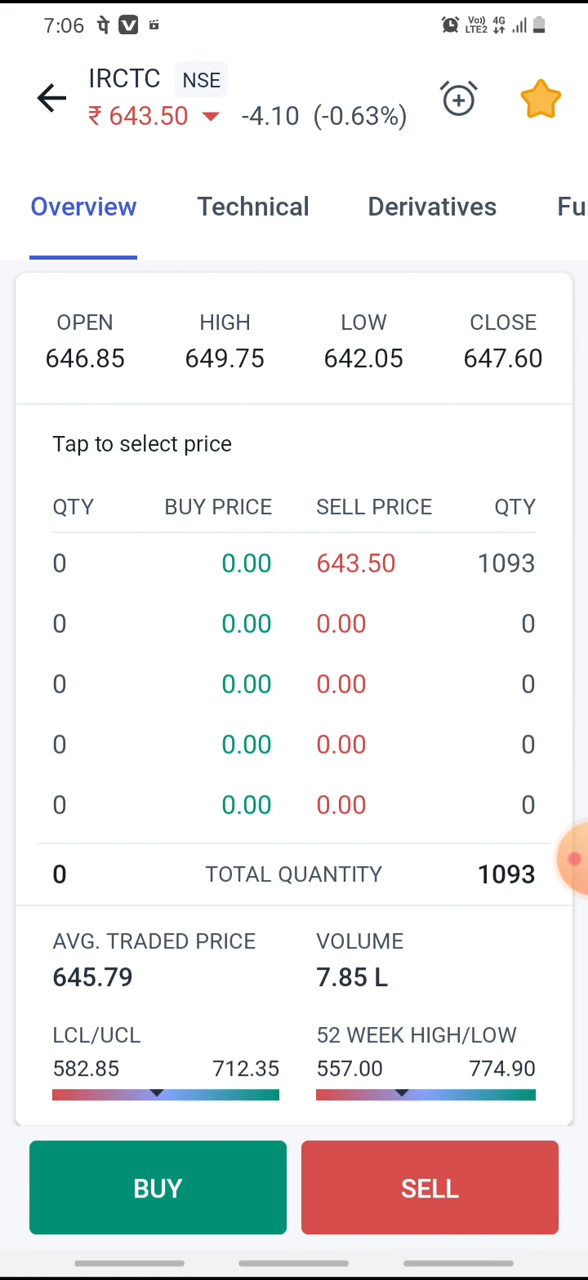 7:06 पे V Vo)) 4G
LTE2
IRCTC NSE
₹ 643.50 -4.10 (-0.63%)
Overview Technical Derivatives Fu
OPEN HIGH LOW CLOSE
646.85 649.75 642.05 647.60
Tap to select price
QTY BUY PRICE SELL PRICE QTY
0 0.00 643.50 1093
0 0.00 0.00 0
0 0.00 0.00 0
0 0.00 0.00 0
0 0.00 0.00 0
0 TOTAL QUANTITY 1093
AVG. TRADED PRICE VOLUME
645.79 7.85 L
LCL/UCL 52 WEEK HIGH/LOW
582.85 712.35 557.00 774.90
BUY SELL